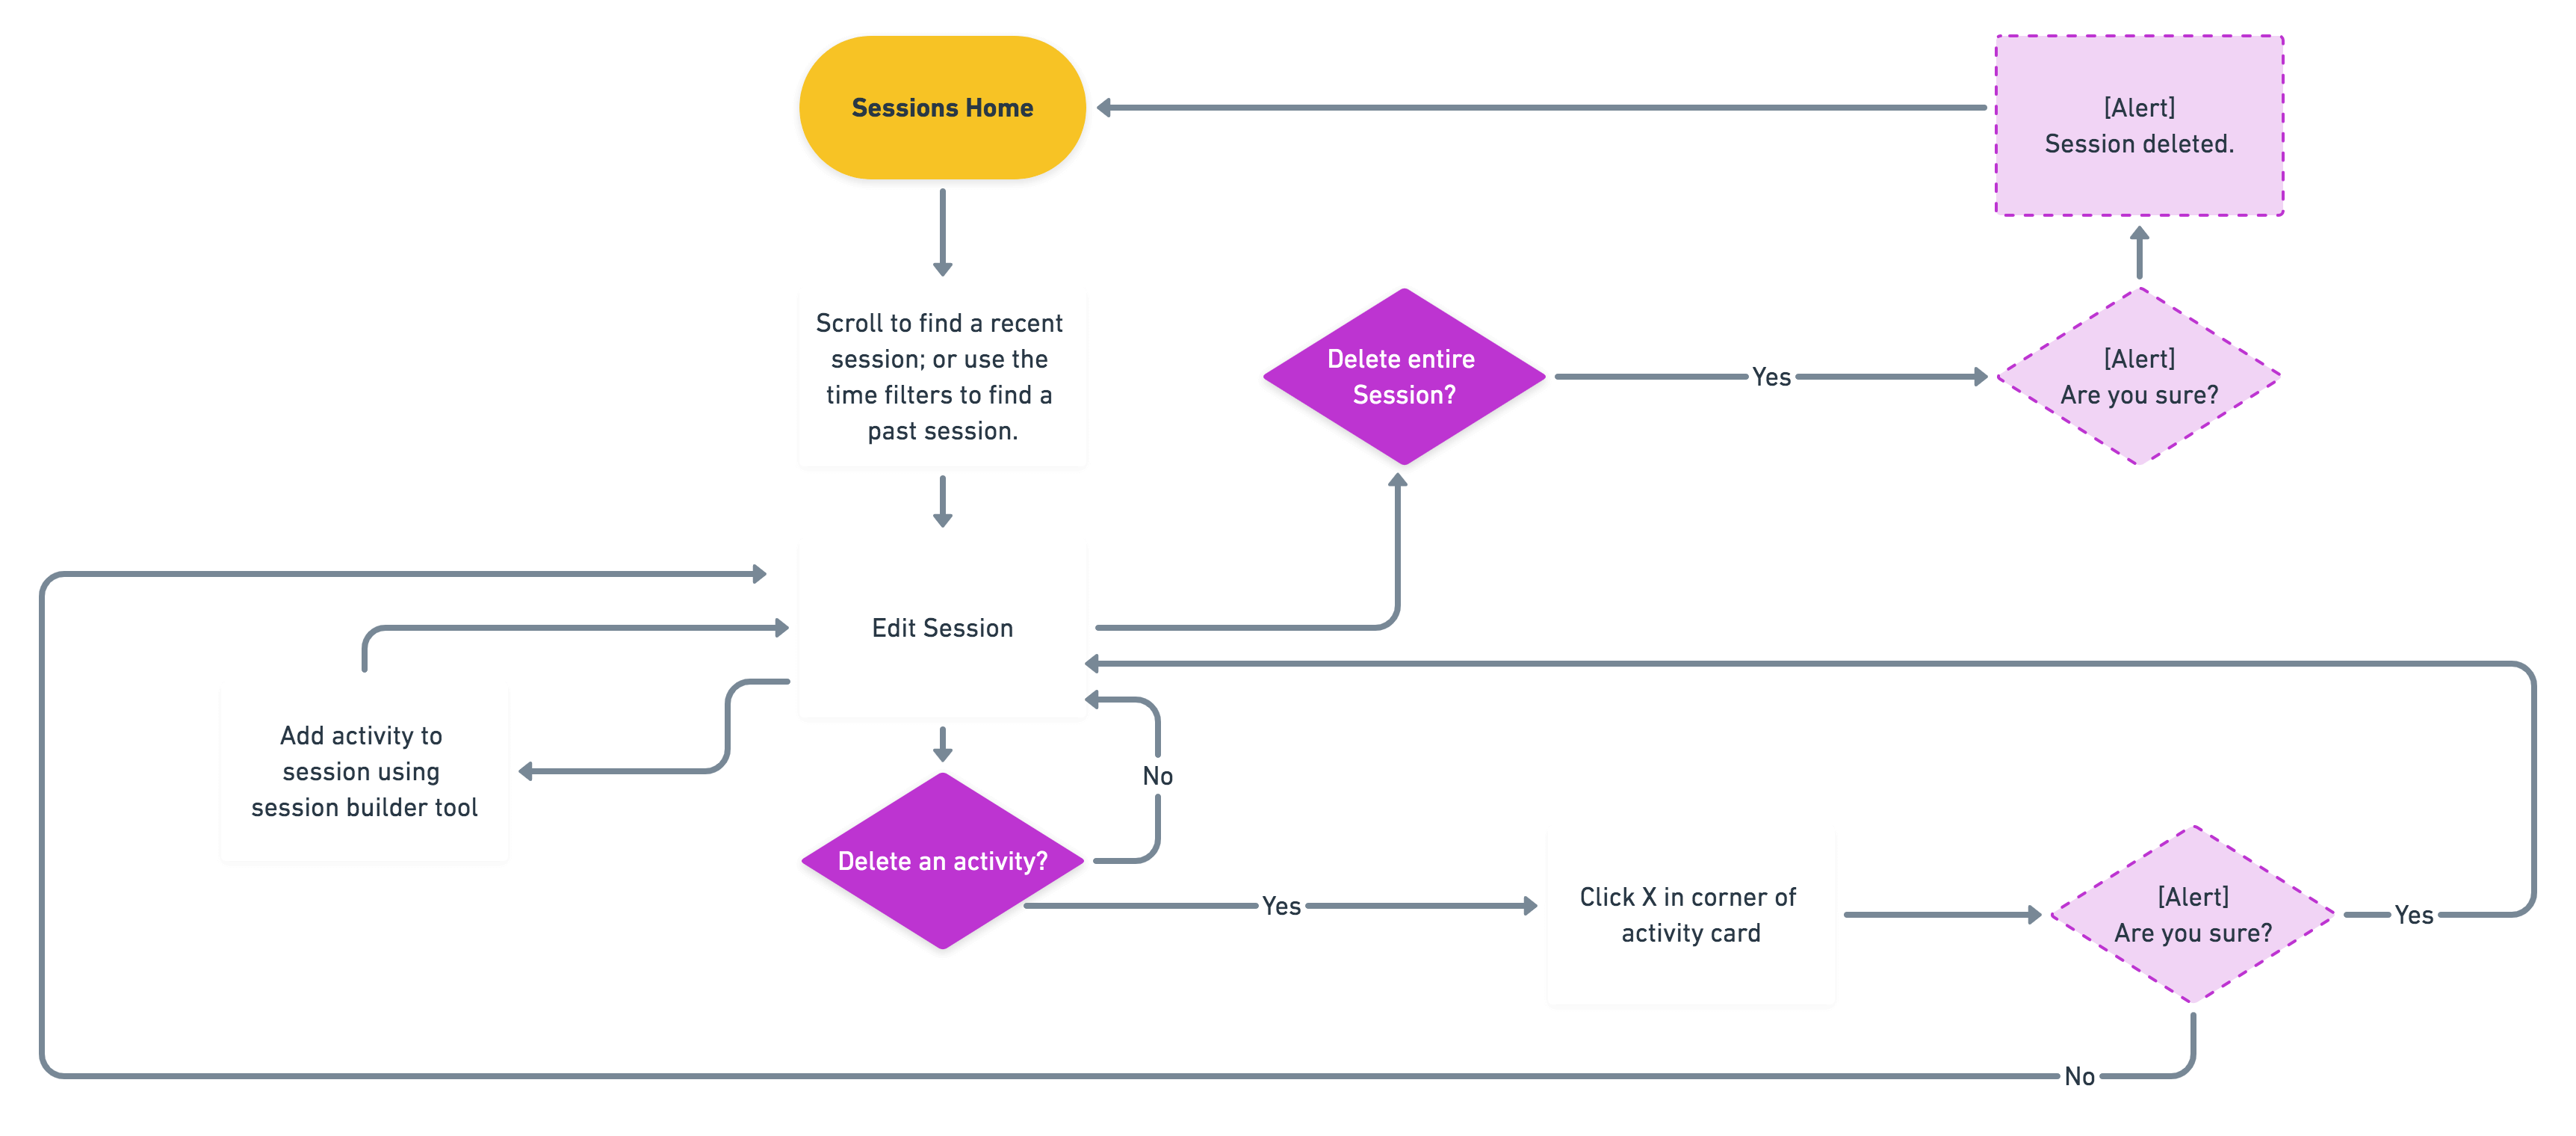 Sessions Home
[Alert]
Session deleted.
Scroll to find a recent
session; or use the
time filters to find a
past session.
Delete entire
Session?
Yes
[Alert]
Are you sure?
Edit Session
Add activity to
session using
session builder tool
No
Delete an activity?
Yes
Click X in corner of
activity card
[Alert]
Are you sure?
Yes
No